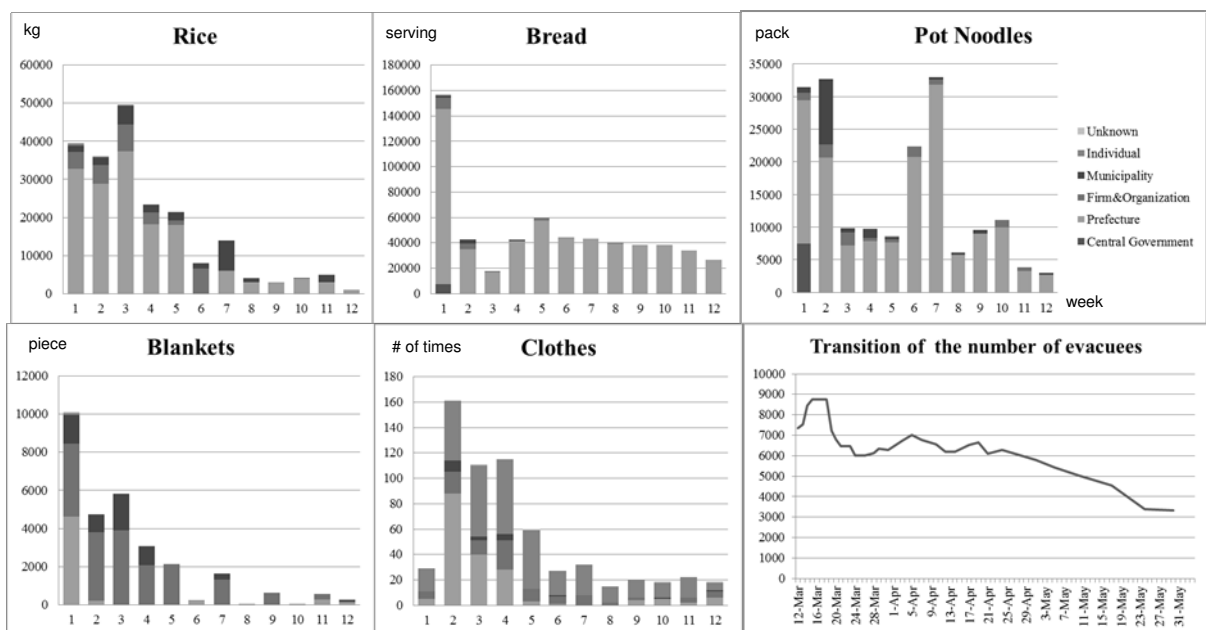 kg
Rice
60000
50000
40000
30000
20000
10000
0
1 2 3 4 5 6 7 8 9 10 11 12
serving
Bread
180000
160000
140000
120000
100000
80000
60000
40000
20000
0
1 2 3 4 5 6 7 8 9 10 11 12
pack
Pot Noodles
35000
30000
25000
20000
15000
10000
5000
0
1 2 3 4 5 6 7 8 9 10 11 12
week
Unknown
Individual
Municipality
Firm&Organization
Prefecture
Central Government
piece
Blankets
12000
10000
8000
6000
4000
2000
0
1 2 3 4 5 6 7 8 9 10 11 12
# of times
Clothes
180
160
140
120
100
80
60
40
20
0
1 2 3 4 5 6 7 8 9 10 11 12
Transition of the number of evacuees
10000
9000
8000
7000
6000
5000
4000
3000
2000
1000
0
12-Mar 16-Mar 20-Mar 24-Mar 28-Mar 1-Apr 5-Apr 9-Apr 13-Apr 17-Apr 21-Apr 25-Apr 29-Apr 3-May 7-May 11-May 15-May 19-May 23-May 27-May 31-May